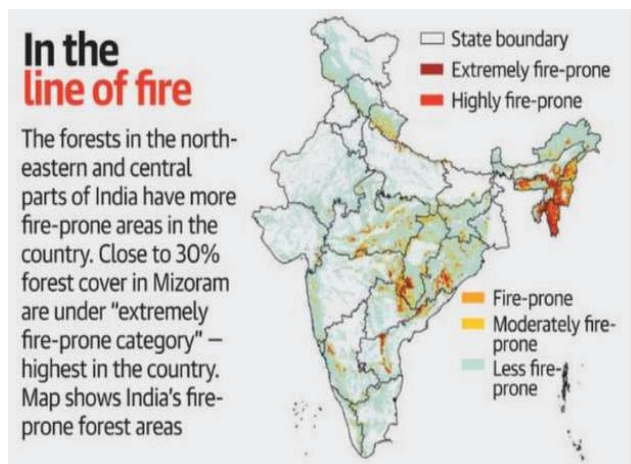 In the
line of fire
The forests in the north-
eastern and central
parts of India have more
fire-prone areas in the
country. Close to 30%
forest cover in Mizoram
are under "extremely
fire-prone category" –
highest in the country.
Map shows India's fire-
prone forest areas
State boundary
Extremely fire-prone
Highly fire-prone
Fire-prone
Moderately fire-
prone
Less fire-
prone